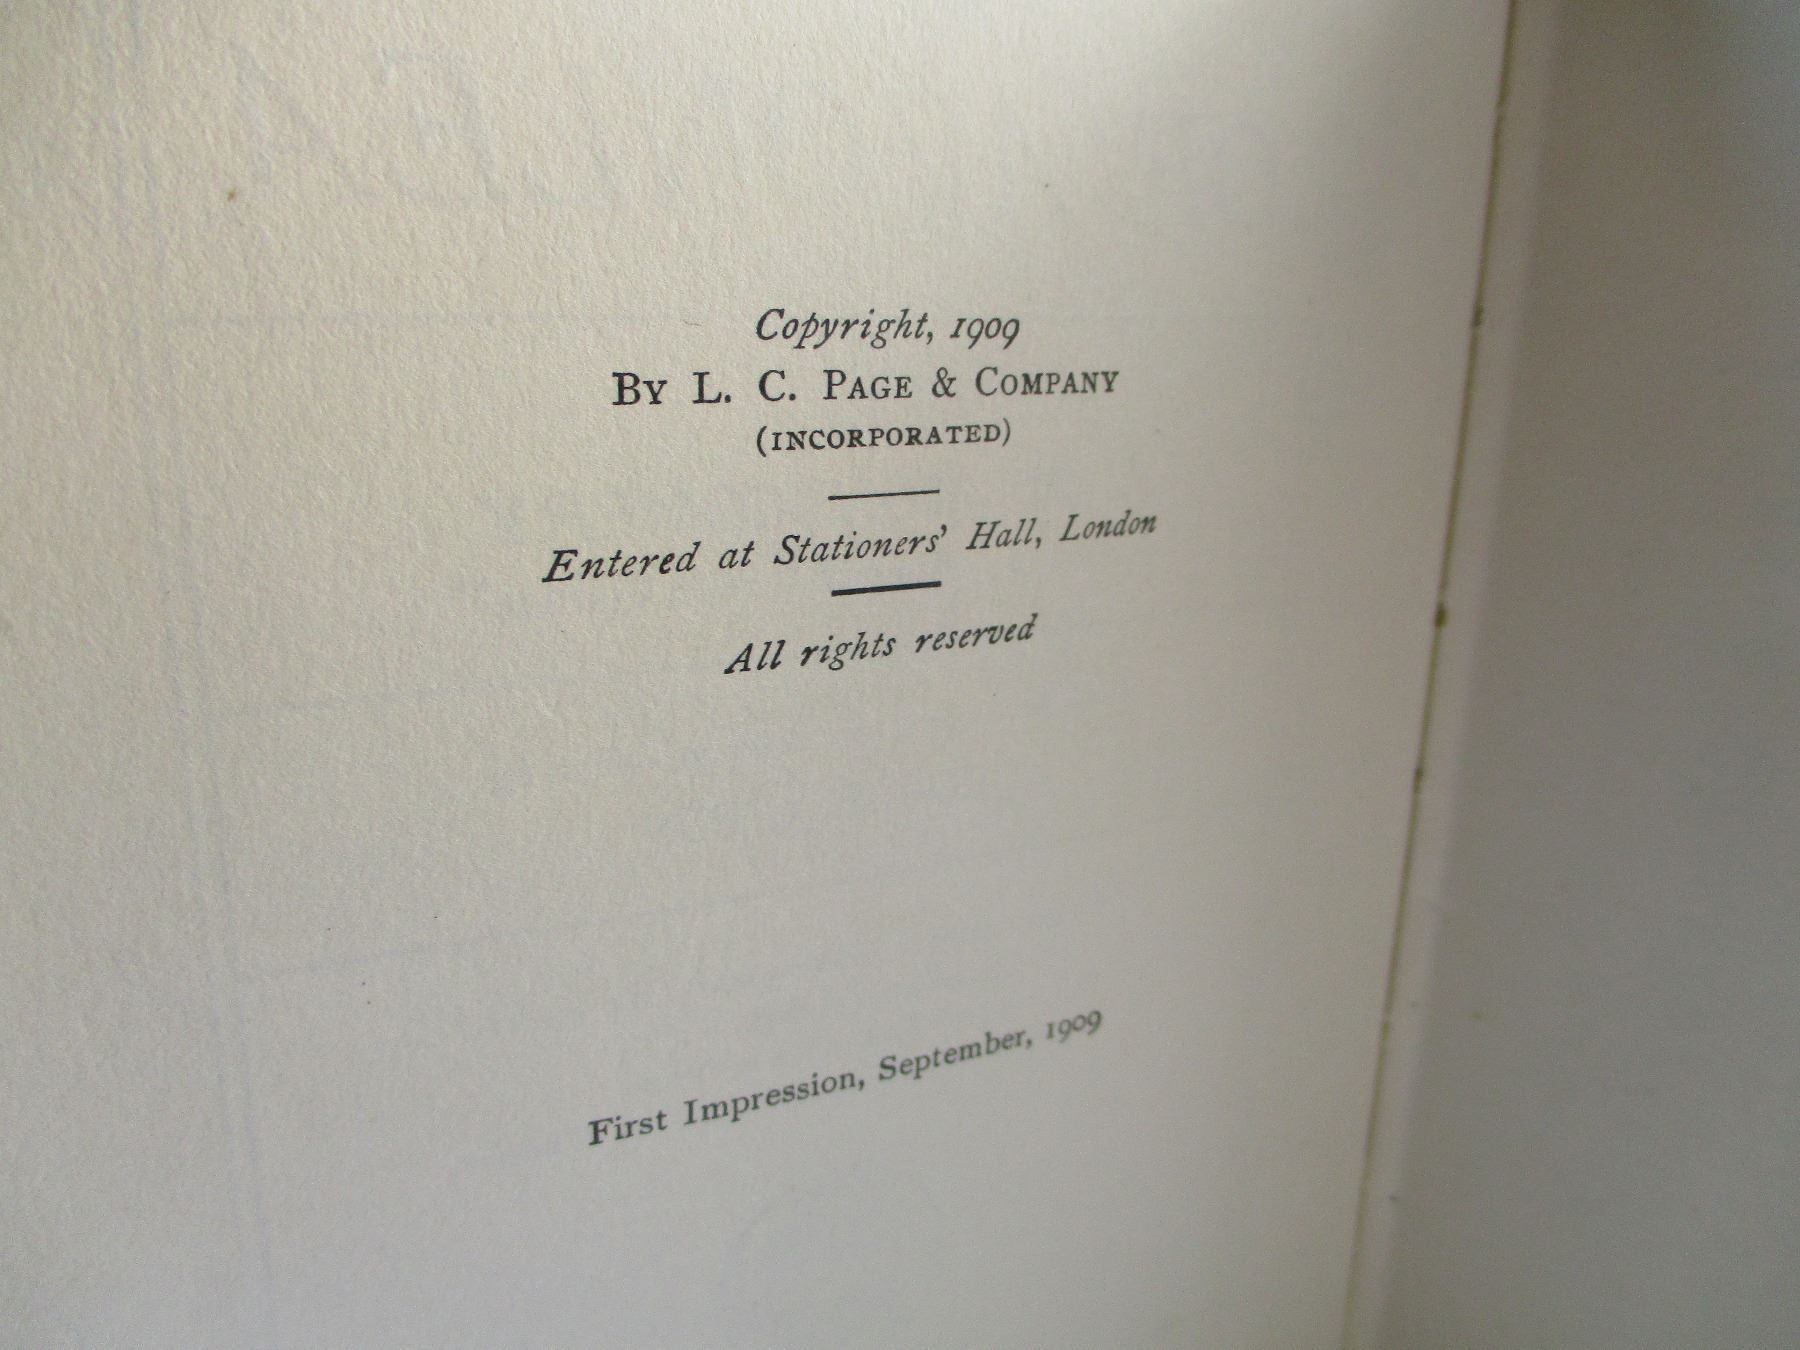 Copyright, 1909
BY L. C. PAGE & COMPANY
(INCORPORATED)
Entered at Stationers' Hall, London
All rights reserved
First Impression, September, 1909